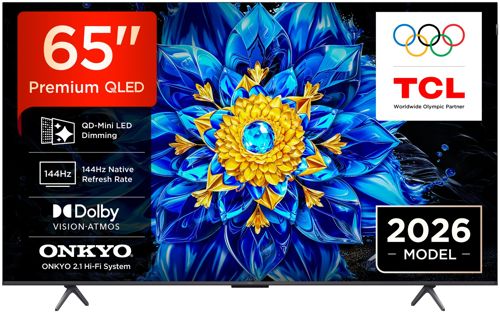 65″
Premium QLED
QD-Mini LED
Dimming
144Hz
144Hz Native
Refresh Rate
Dolby
VISION·ATMOS
ONKYO
ONKYO 2.1 Hi-Fi System
TCL
Worldwide Olympic Partner
2026
MODEL